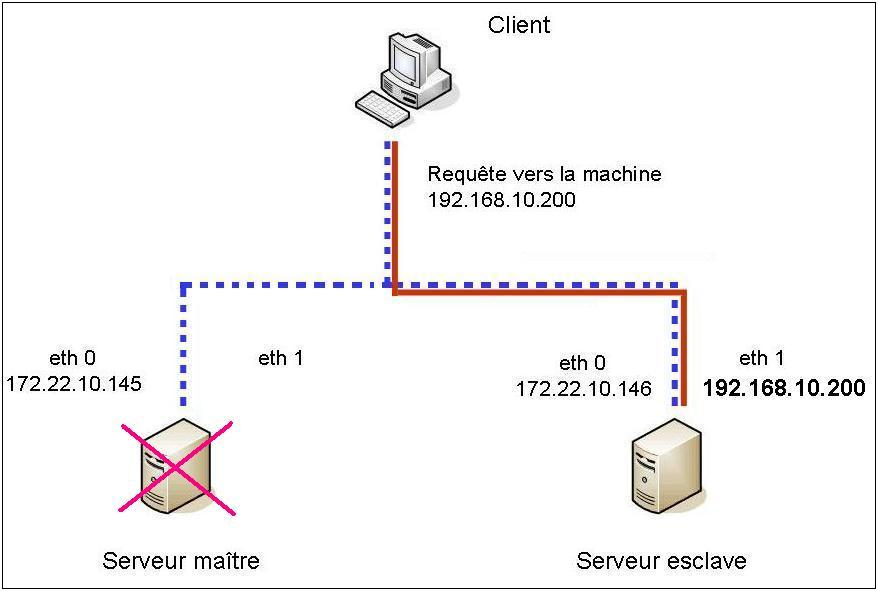 Client
Requête vers la machine
192.168.10.200
eth 0
172.22.10.145
eth 1
eth 0
172.22.10.146
eth 1
192.168.10.200
Serveur maître
Serveur esclave